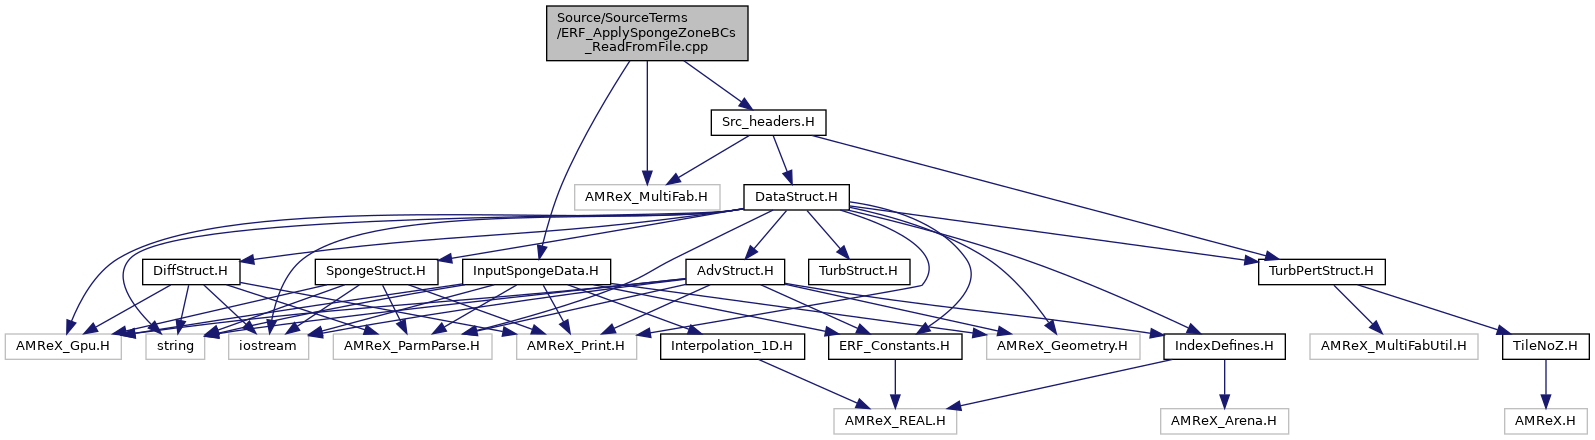 Source/SourceTerms
/ERF_ApplySpongeZoneBCs
_ReadFromFile.cpp
Src_headers.H
AMReX_MultiFab.H
DataStruct.H
DiffStruct.H
SpongeStruct.H
InputSpongeData.H
AdvStruct.H
TurbStruct.H
TurbPertStruct.H
AMReX_Gpu.H
string
iostream
AMReX_ParmParse.H
AMReX_Print.H
Interpolation_1D.H
ERF_Constants.H
AMReX_Geometry.H
IndexDefines.H
AMReX_MultiFabUtil.H
TileNoZ.H
AMReX_REAL.H
AMReX_Arena.H
AMReX.H